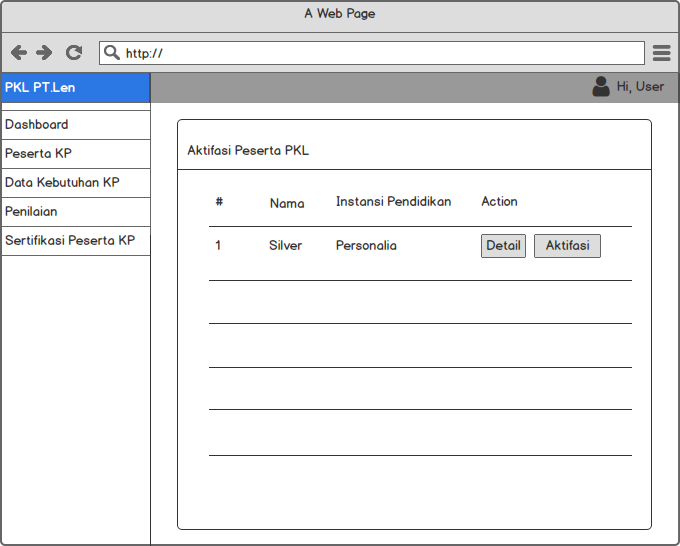 A Web Page
http://
PKL PT.Len
Hi, User
Dashboard
Peserta KP
Data Kebutuhan KP
Penilaian
Sertifikasi Peserta KP
Aktifasi Peserta PKL
# Nama Instansi Pendidikan Action
1 Silver Personalia Detail Aktifasi